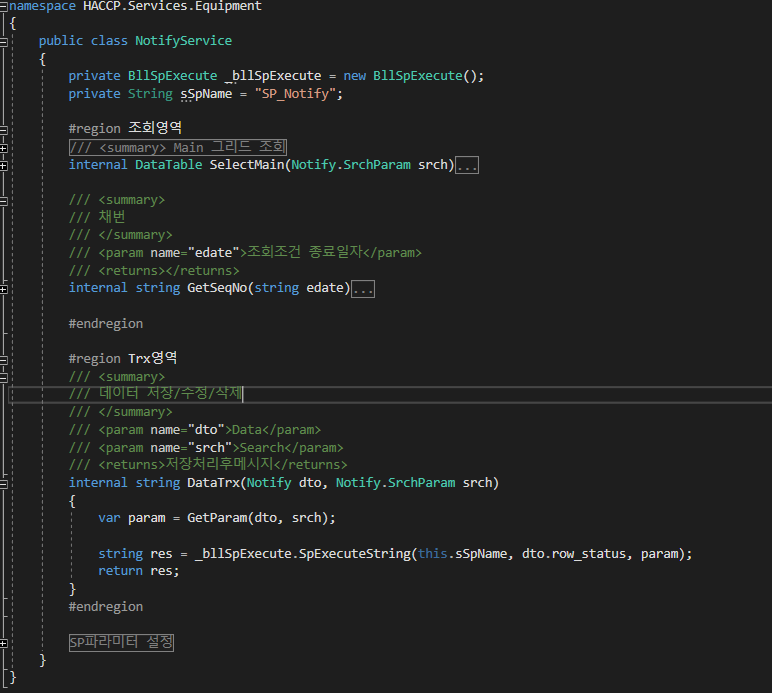 namespace HACCP.Services.Equipment
{
public class NotifyService
{
private BllSpExecute _bllSpExecute = new BllSpExecute();
private String sSpName = "SP_Notify";
#region 조회영역
/// <summary> Main 그리드 조회
internal DataTable SelectMain(Notify.SrchParam srch)...
/// <summary>
/// 채번
/// </summary>
/// <param name="edate">조회조건 종료일자</param>
/// <returns></returns>
internal string GetSeqNo(string edate)...
#endregion
#region Trx영역
/// <summary>
/// 데이터 저장/수정/삭제
/// </summary>
/// <param name="dto">Data</param>
/// <param name="srch">Search</param>
/// <returns>저장처리후메시지</returns>
internal string DataTrx(Notify dto, Notify.SrchParam srch)
{
var param = GetParam(dto, srch);
string res = _bllSpExecute.SpExecuteString(this.sSpName, dto.row_status, param);
return res;
}
#endregion
SP파라미터 설정
}
}